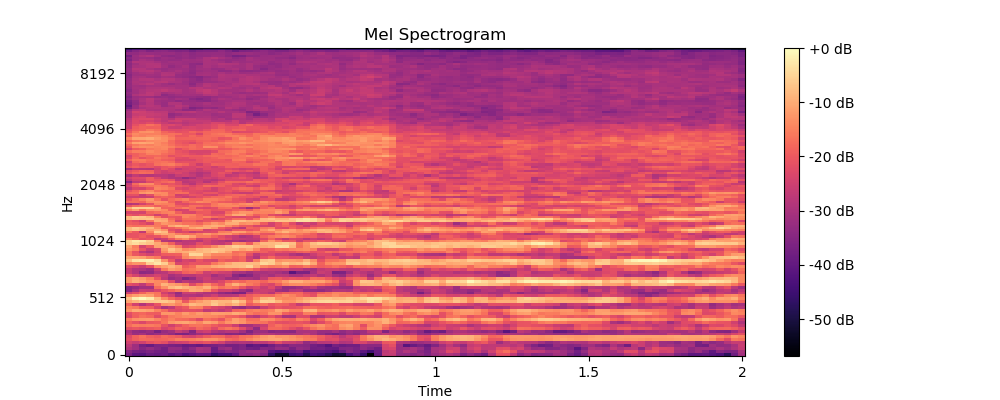 Mel Spectrogram
Hz
8192
4096
2048
1024
512
0
0 0.5 1 1.5 2
Time
+0 dB
-10 dB
-20 dB
-30 dB
-40 dB
-50 dB